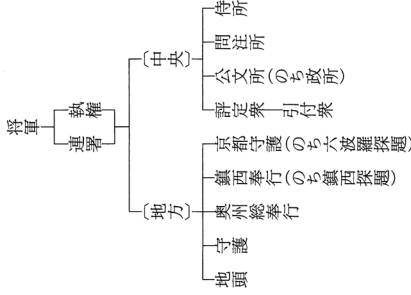 将軍
執権
連署
〔中央〕
侍所
問注所
公文所(のち政所)
評定衆―引付衆
〔地方〕
京都守護(のち六波羅探題)
鎮西奉行(のち鎮西探題)
奥州総奉行
守護
地頭